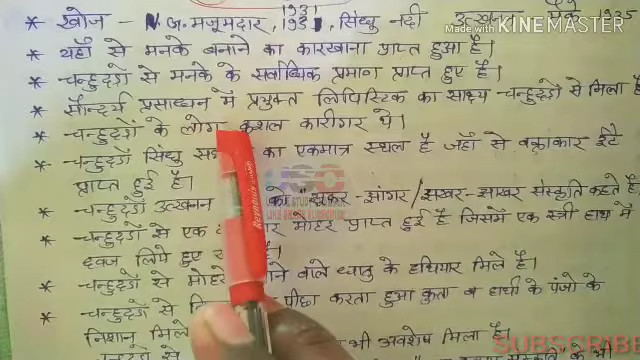 * खोज - N. G. मजूमदार, 1931, सिंधु नदी उत्खनन 1935
Made With KINEMASTER
* यहाँ से मनके बनाने का कारखाना प्राप्त हुआ है।
* चन्हुदड़ों से मनके के सर्वाधिक प्रमाण प्राप्त हुए है।
* सौन्दर्य प्रसाधन में प्रयुक्त लिपिस्टिक का साक्ष्य चन्हुदड़ों से मिला है
* चन्हुदड़ों के लोग कुशल कारीगर थे।
* चन्हुदड़ों सिंधु का एकमात्र स्थल है जहाँ से वक्राकार ईंटे
प्राप्त हुई है।
* चन्हुदड़ों उत्खनन को "झुकर-झांगर/ संस्कृति कहते है
* चन्हुदड़ों से एक मोहर प्राप्त हुई है जिसमें एक स्त्री हाथ में
ध्वज लिये हुए है।
* चन्हुदड़ों से वाले धातु के हथियार मिले है।
* चन्हुदड़ों से पीछा करता हुआ कुता व हाथी के पंजो के
निशान मिले
भी अवशेष मिला है।
SUBSCRIBE